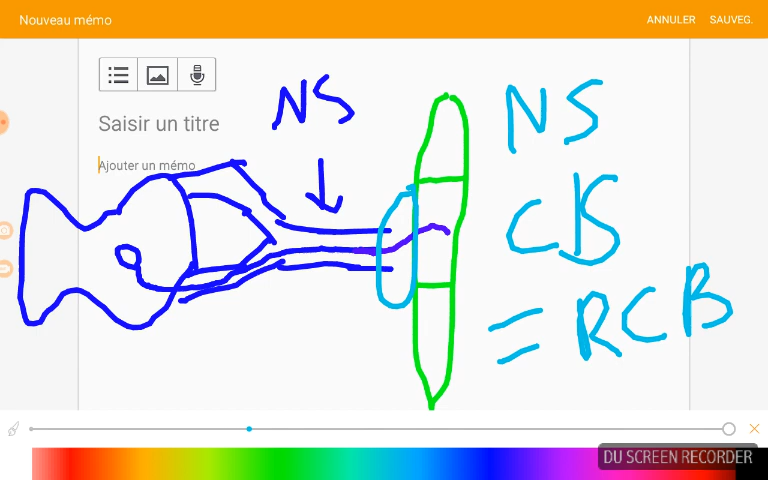 Nouveau mémo
ANNULER SAUVEG.
Saisir un titre
Ajouter un mémo
NS
NS
CB
= RCB
DU SCREEN RECORDER